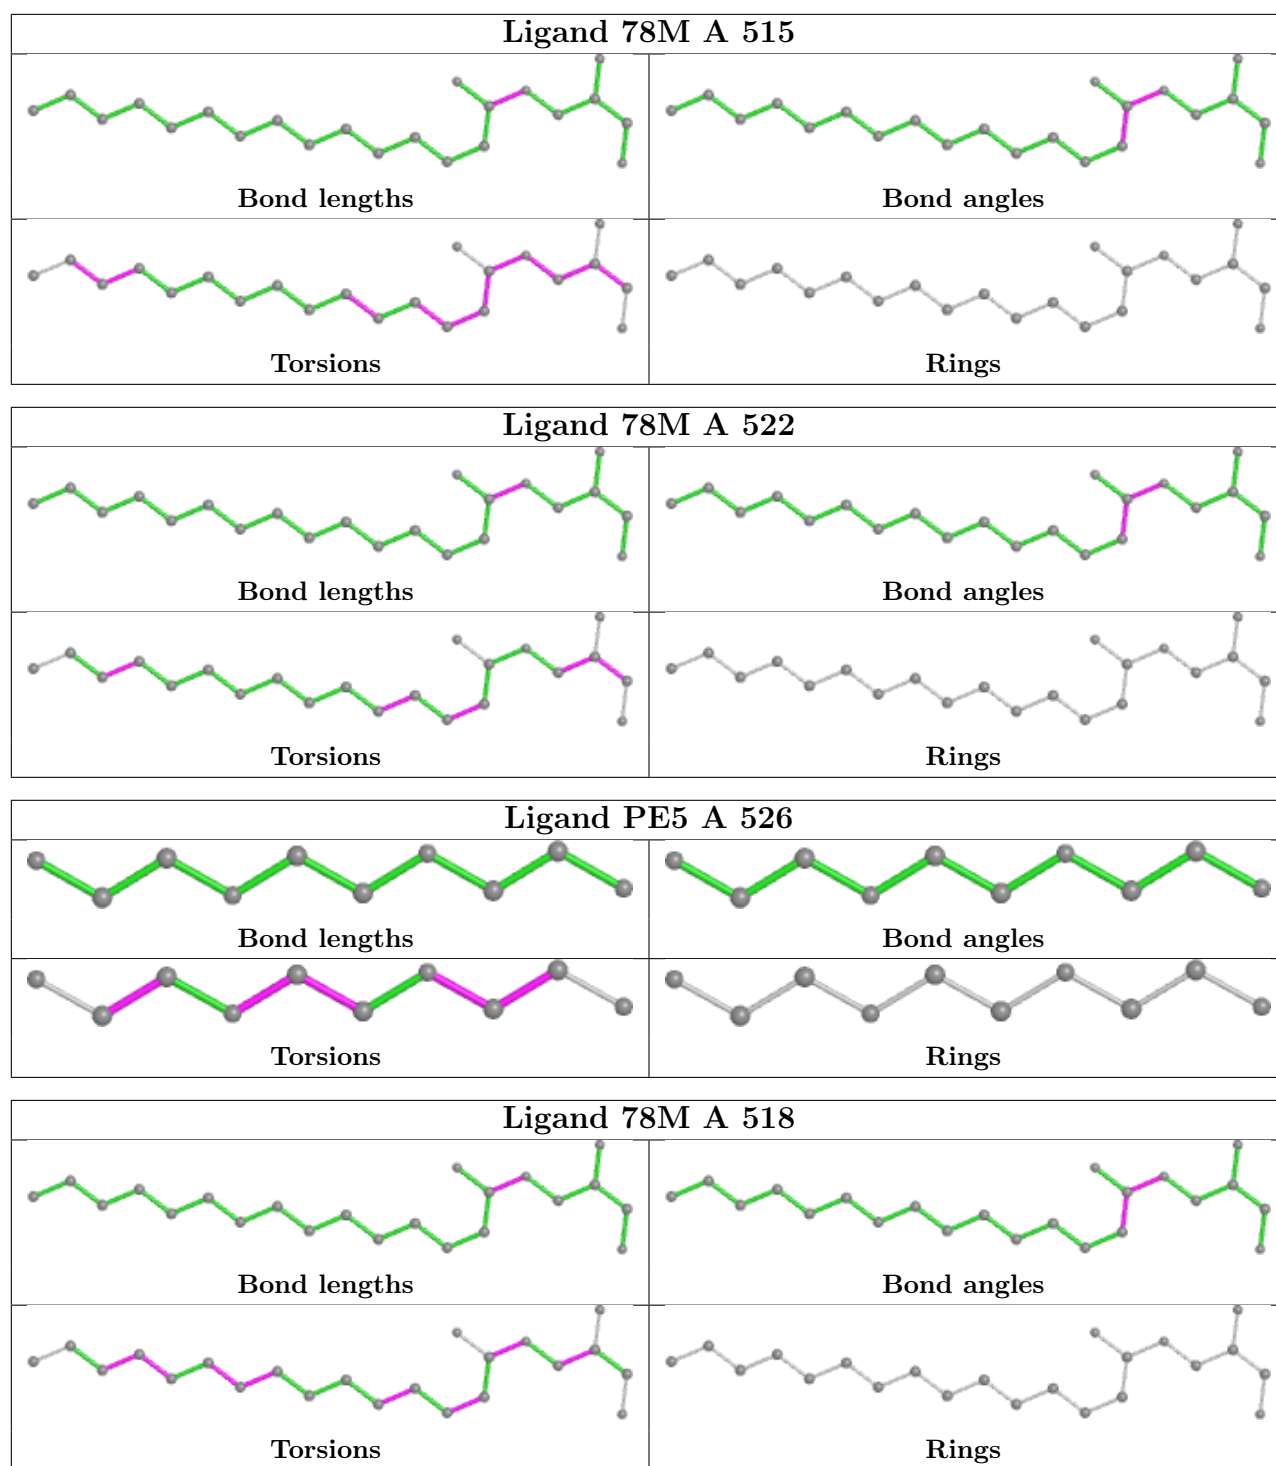 Ligand 78M A 515
Bond lengths
Bond angles
Torsions
Rings
Ligand 78M A 522
Bond lengths
Bond angles
Torsions
Rings
Ligand PE5 A 526
Bond lengths
Bond angles
Torsions
Rings
Ligand 78M A 518
Bond lengths
Bond angles
Torsions
Rings